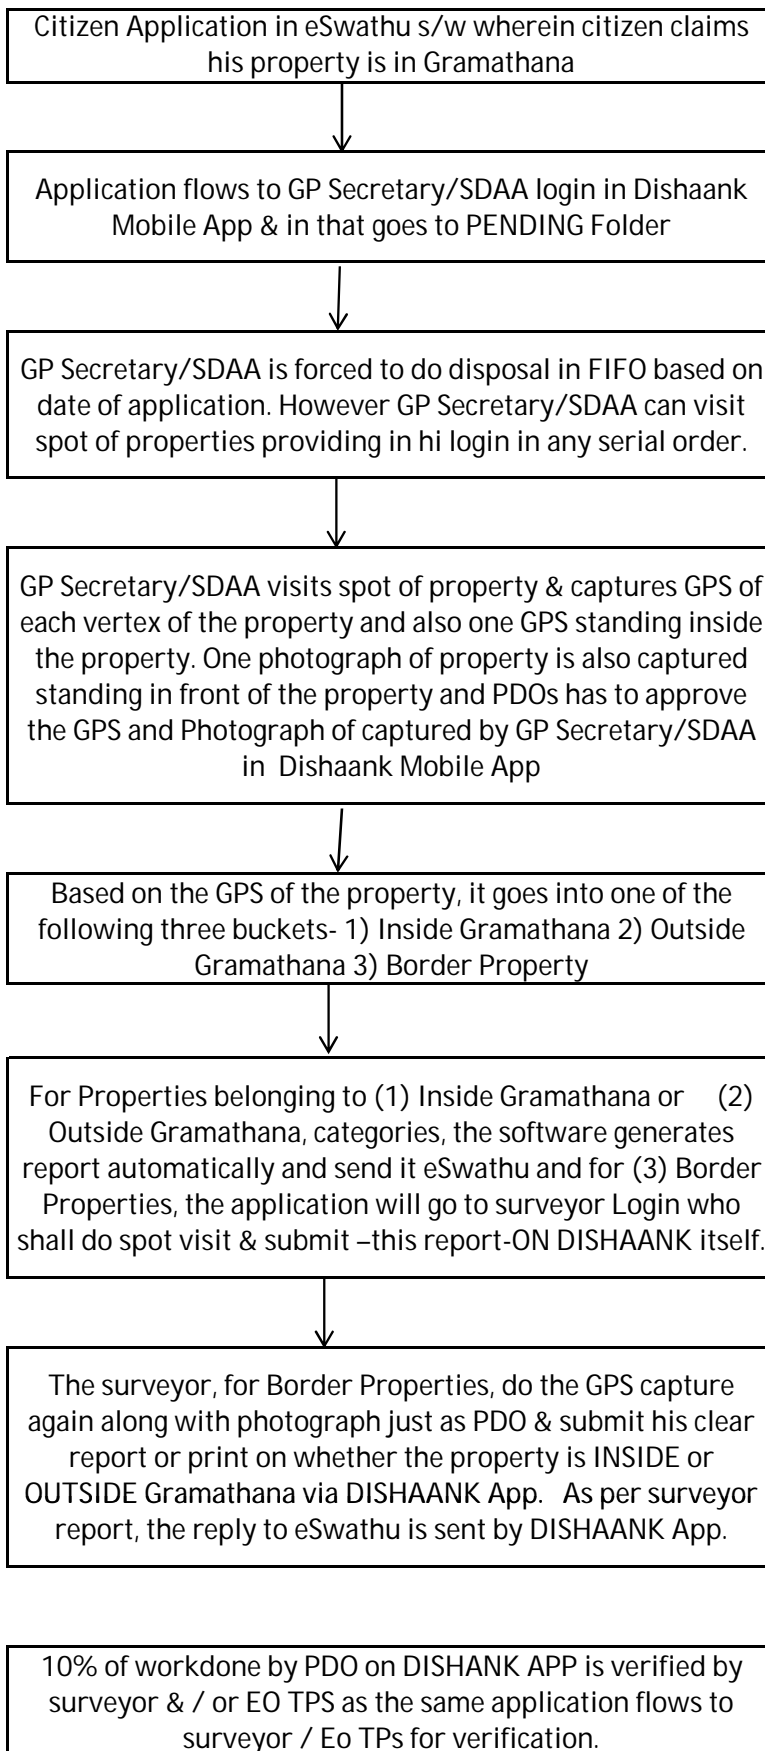 Citizen Application in eSwathu s/w wherein citizen claims
his property is in Gramathana
Application flows to GP Secretary/SDAA login in Dishaank
Mobile App & in that goes to PENDING Folder
GP Secretary/SDAA is forced to do disposal in FIFO based on
date of application. However GP Secretary/SDAA can visit
spot of properties providing in hi login in any serial order.
GP Secretary/SDAA visits spot of property & captures GPS of
each vertex of the property and also one GPS standing inside
the property. One photograph of property is also captured
standing in front of the property and PDOs has to approve
the GPS and Photograph of captured by GP Secretary/SDAA
in Dishaank Mobile App
Based on the GPS of the property, it goes into one of the
following three buckets- 1) Inside Gramathana 2) Outside
Gramathana 3) Border Property
For Properties belonging to (1) Inside Gramathana or (2)
Outside Gramathana, categories, the software generates
report automatically and send it eSwathu and for (3) Border
Properties, the application will go to surveyor Login who
shall do spot visit & submit –this report-ON DISHAANK itself.
The surveyor, for Border Properties, do the GPS capture
again along with photograph just as PDO & submit his clear
report or print on whether the property is INSIDE or
OUTSIDE Gramathana via DISHAANK App. As per surveyor
report, the reply to eSwathu is sent by DISHAANK App.
10% of workdone by PDO on DISHANK APP is verified by
surveyor & / or EO TPS as the same application flows to
surveyor / Eo TPs for verification.